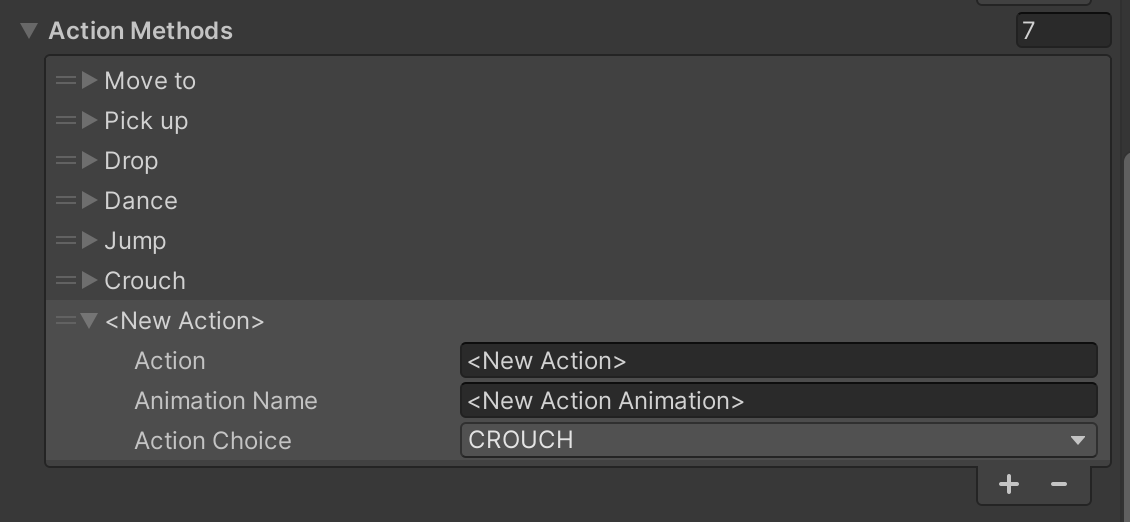 Action Methods 7
Move to
Pick up
Drop
Dance
Jump
Crouch
<New Action>
Action <New Action>
Animation Name <New Action Animation>
Action Choice CROUCH
+ −